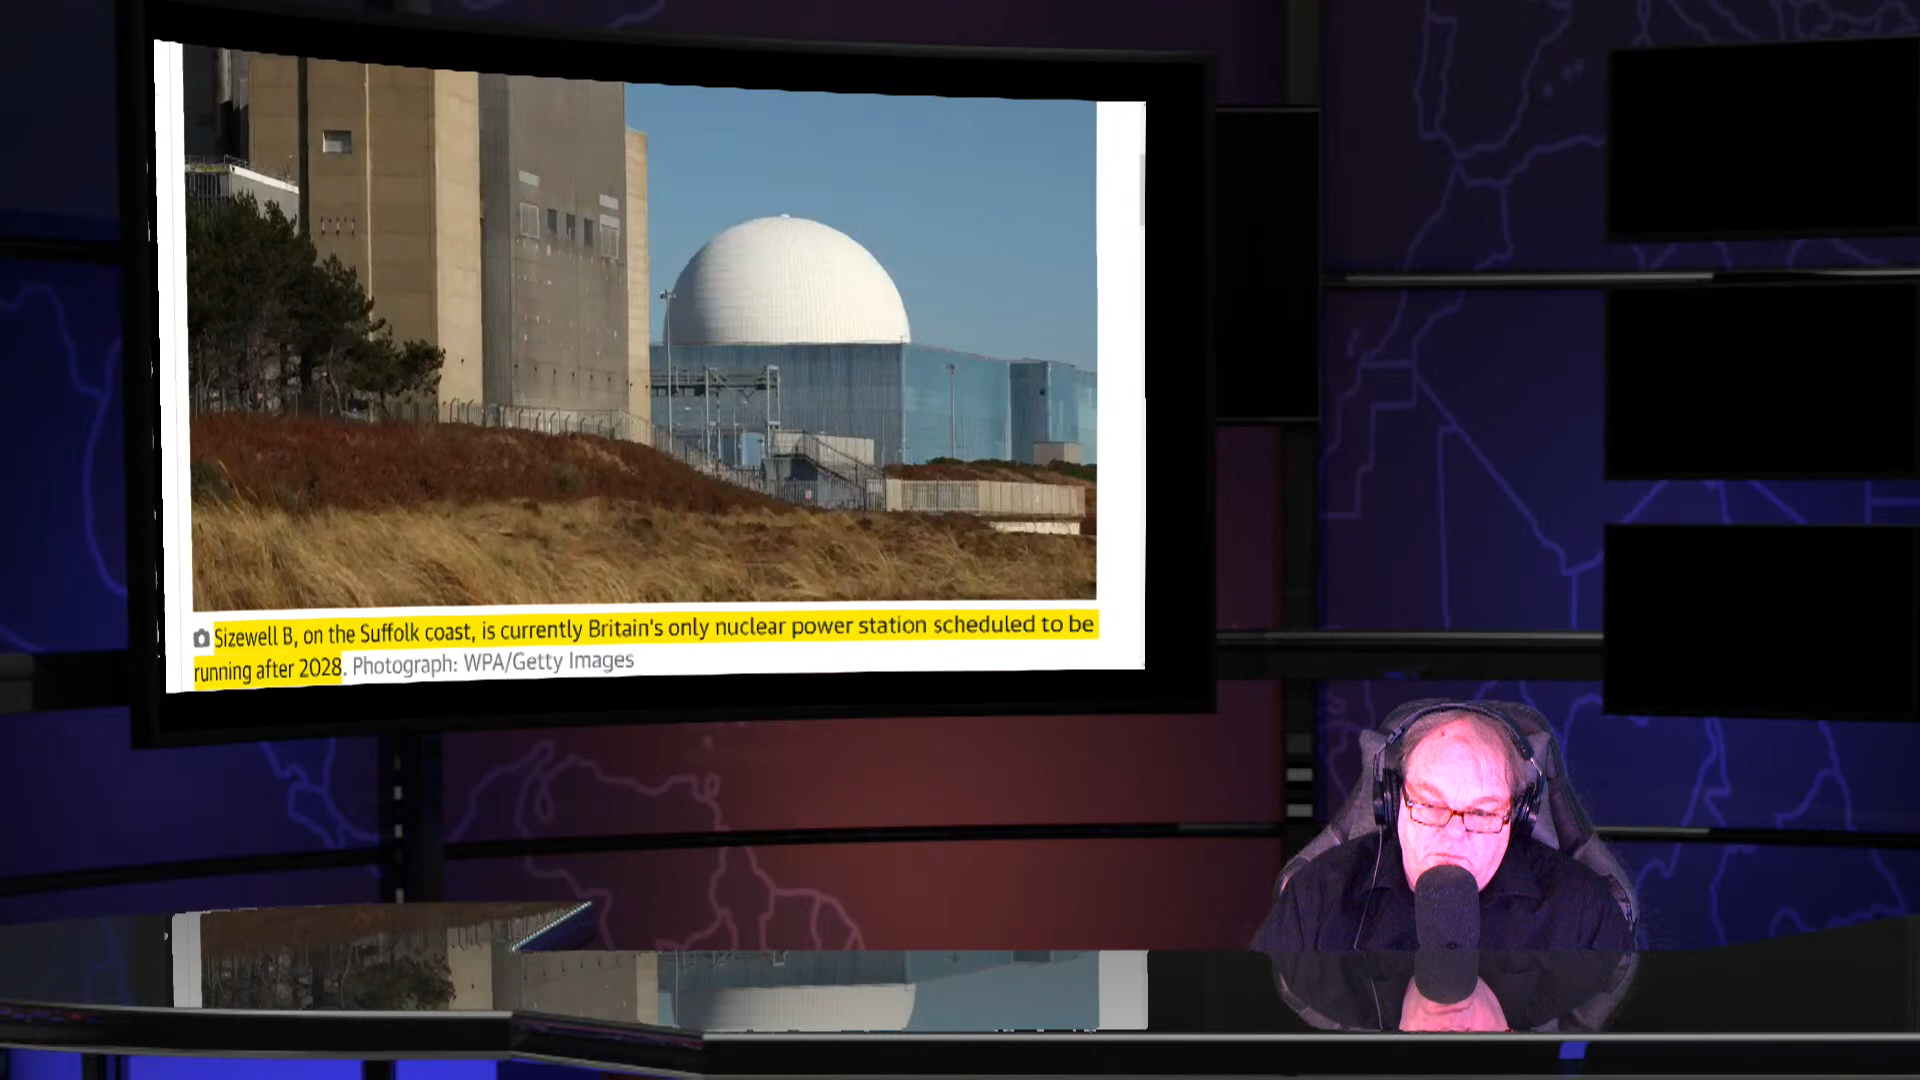 Sizewell B, on the Suffolk coast, is currently Britain's only nuclear power station scheduled to be
running after 2028. Photograph: WPA/Getty Images